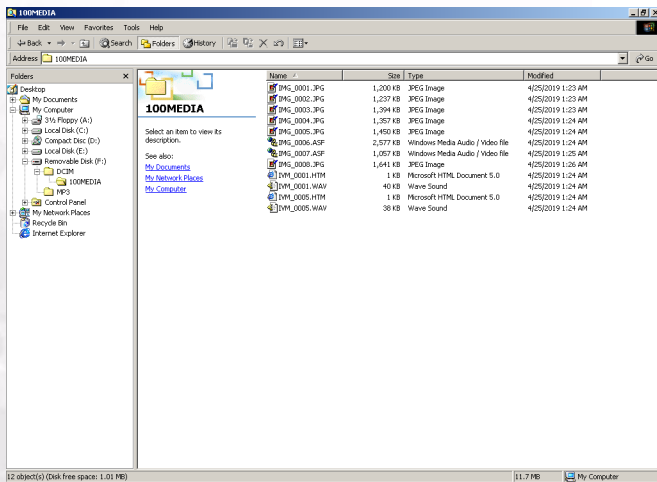 100MEDIA
File Edit View Favorites Tools Help
Back Search Folders History
Address 100MEDIA Go
Folders
Desktop
My Documents
My Computer
3½ Floppy (A:)
Local Disk (C:)
Compact Disc (D:)
Local Disk (E:)
Removable Disk (F:)
DCIM
100MEDIA
MP3
Control Panel
My Network Places
Recycle Bin
Internet Explorer
100MEDIA
Select an item to view its
description.
See also:
My Documents
My Network Places
My Computer
Name Size Type Modified
IMG_0001.JPG 1,200 KB JPEG Image 4/25/2019 1:23 AM
IMG_0002.JPG 1,237 KB JPEG Image 4/25/2019 1:23 AM
IMG_0003.JPG 1,394 KB JPEG Image 4/25/2019 1:23 AM
IMG_0004.JPG 1,357 KB JPEG Image 4/25/2019 1:24 AM
IMG_0005.JPG 1,450 KB JPEG Image 4/25/2019 1:24 AM
IMG_0006.ASF 2,577 KB Windows Media Audio / Video file 4/25/2019 1:24 AM
IMG_0007.ASF 1,057 KB Windows Media Audio / Video file 4/25/2019 1:25 AM
IMG_0008.JPG 1,641 KB JPEG Image 4/25/2019 1:26 AM
IVM_0001.HTM 1 KB Microsoft HTML Document 5.0 4/25/2019 1:24 AM
IVM_0001.WAV 40 KB Wave Sound 4/25/2019 1:24 AM
IVM_0005.HTM 1 KB Microsoft HTML Document 5.0 4/25/2019 1:24 AM
IVM_0005.WAV 38 KB Wave Sound 4/25/2019 1:24 AM
12 object(s) (Disk free space: 1.01 MB) 11.7 MB My Computer